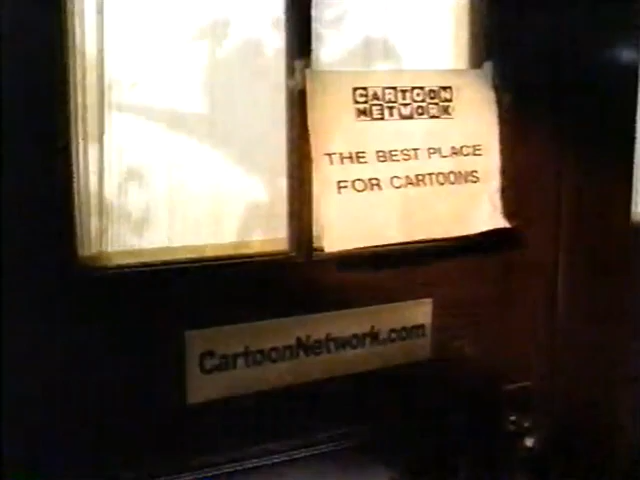 CARTOON
NETWORK
THE BEST PLACE
FOR CARTOONS
CartoonNetwork.com